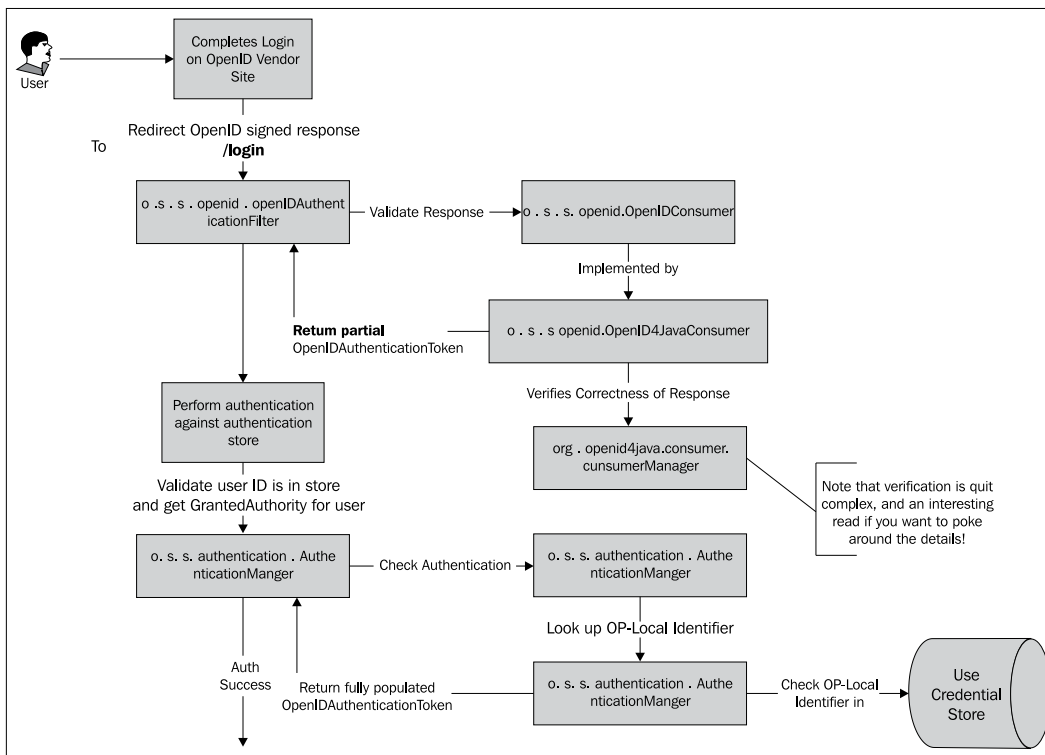 Completes Login
on OpenID Vendor
Site
User
Redirect OpenID signed response
To
/login
o .s . s . openid . openIDAuthent
icationFilter
Validate Response
o . s . s. openid.OpenIDConsumer
Implemented by
Return partial
OpenIDAuthenticationToken
o . s . s openid.OpenID4JavaConsumer
Verifies Correctness of Response
Perform authentication
against authentication
store
org . openid4java.consumer.
cunsumerManager
Note that verification is quit
complex, and an interesting
read if you want to poke
around the details!
Validate user ID is in store
and get GrantedAuthority for user
o. s. s. authentication . Authe
nticationManger
Check Authentication
o. s. s. authentication . Authe
nticationManger
Look up OP-Local Identifier
Auth
Success
Return fully populated
OpenIDAuthenticationToken
o. s. s. authentication . Authe
nticationManger
Check OP-Local
Identifier in
Use
Credential
Store